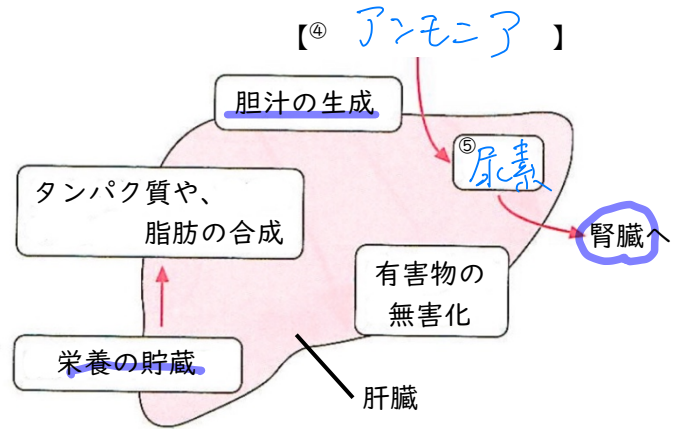 【④ アンモニア 】
胆汁の生成
⑤尿素
タンパク質や、
脂肪の合成
腎臓へ
有害物の
無害化
栄養の貯蔵
肝臓